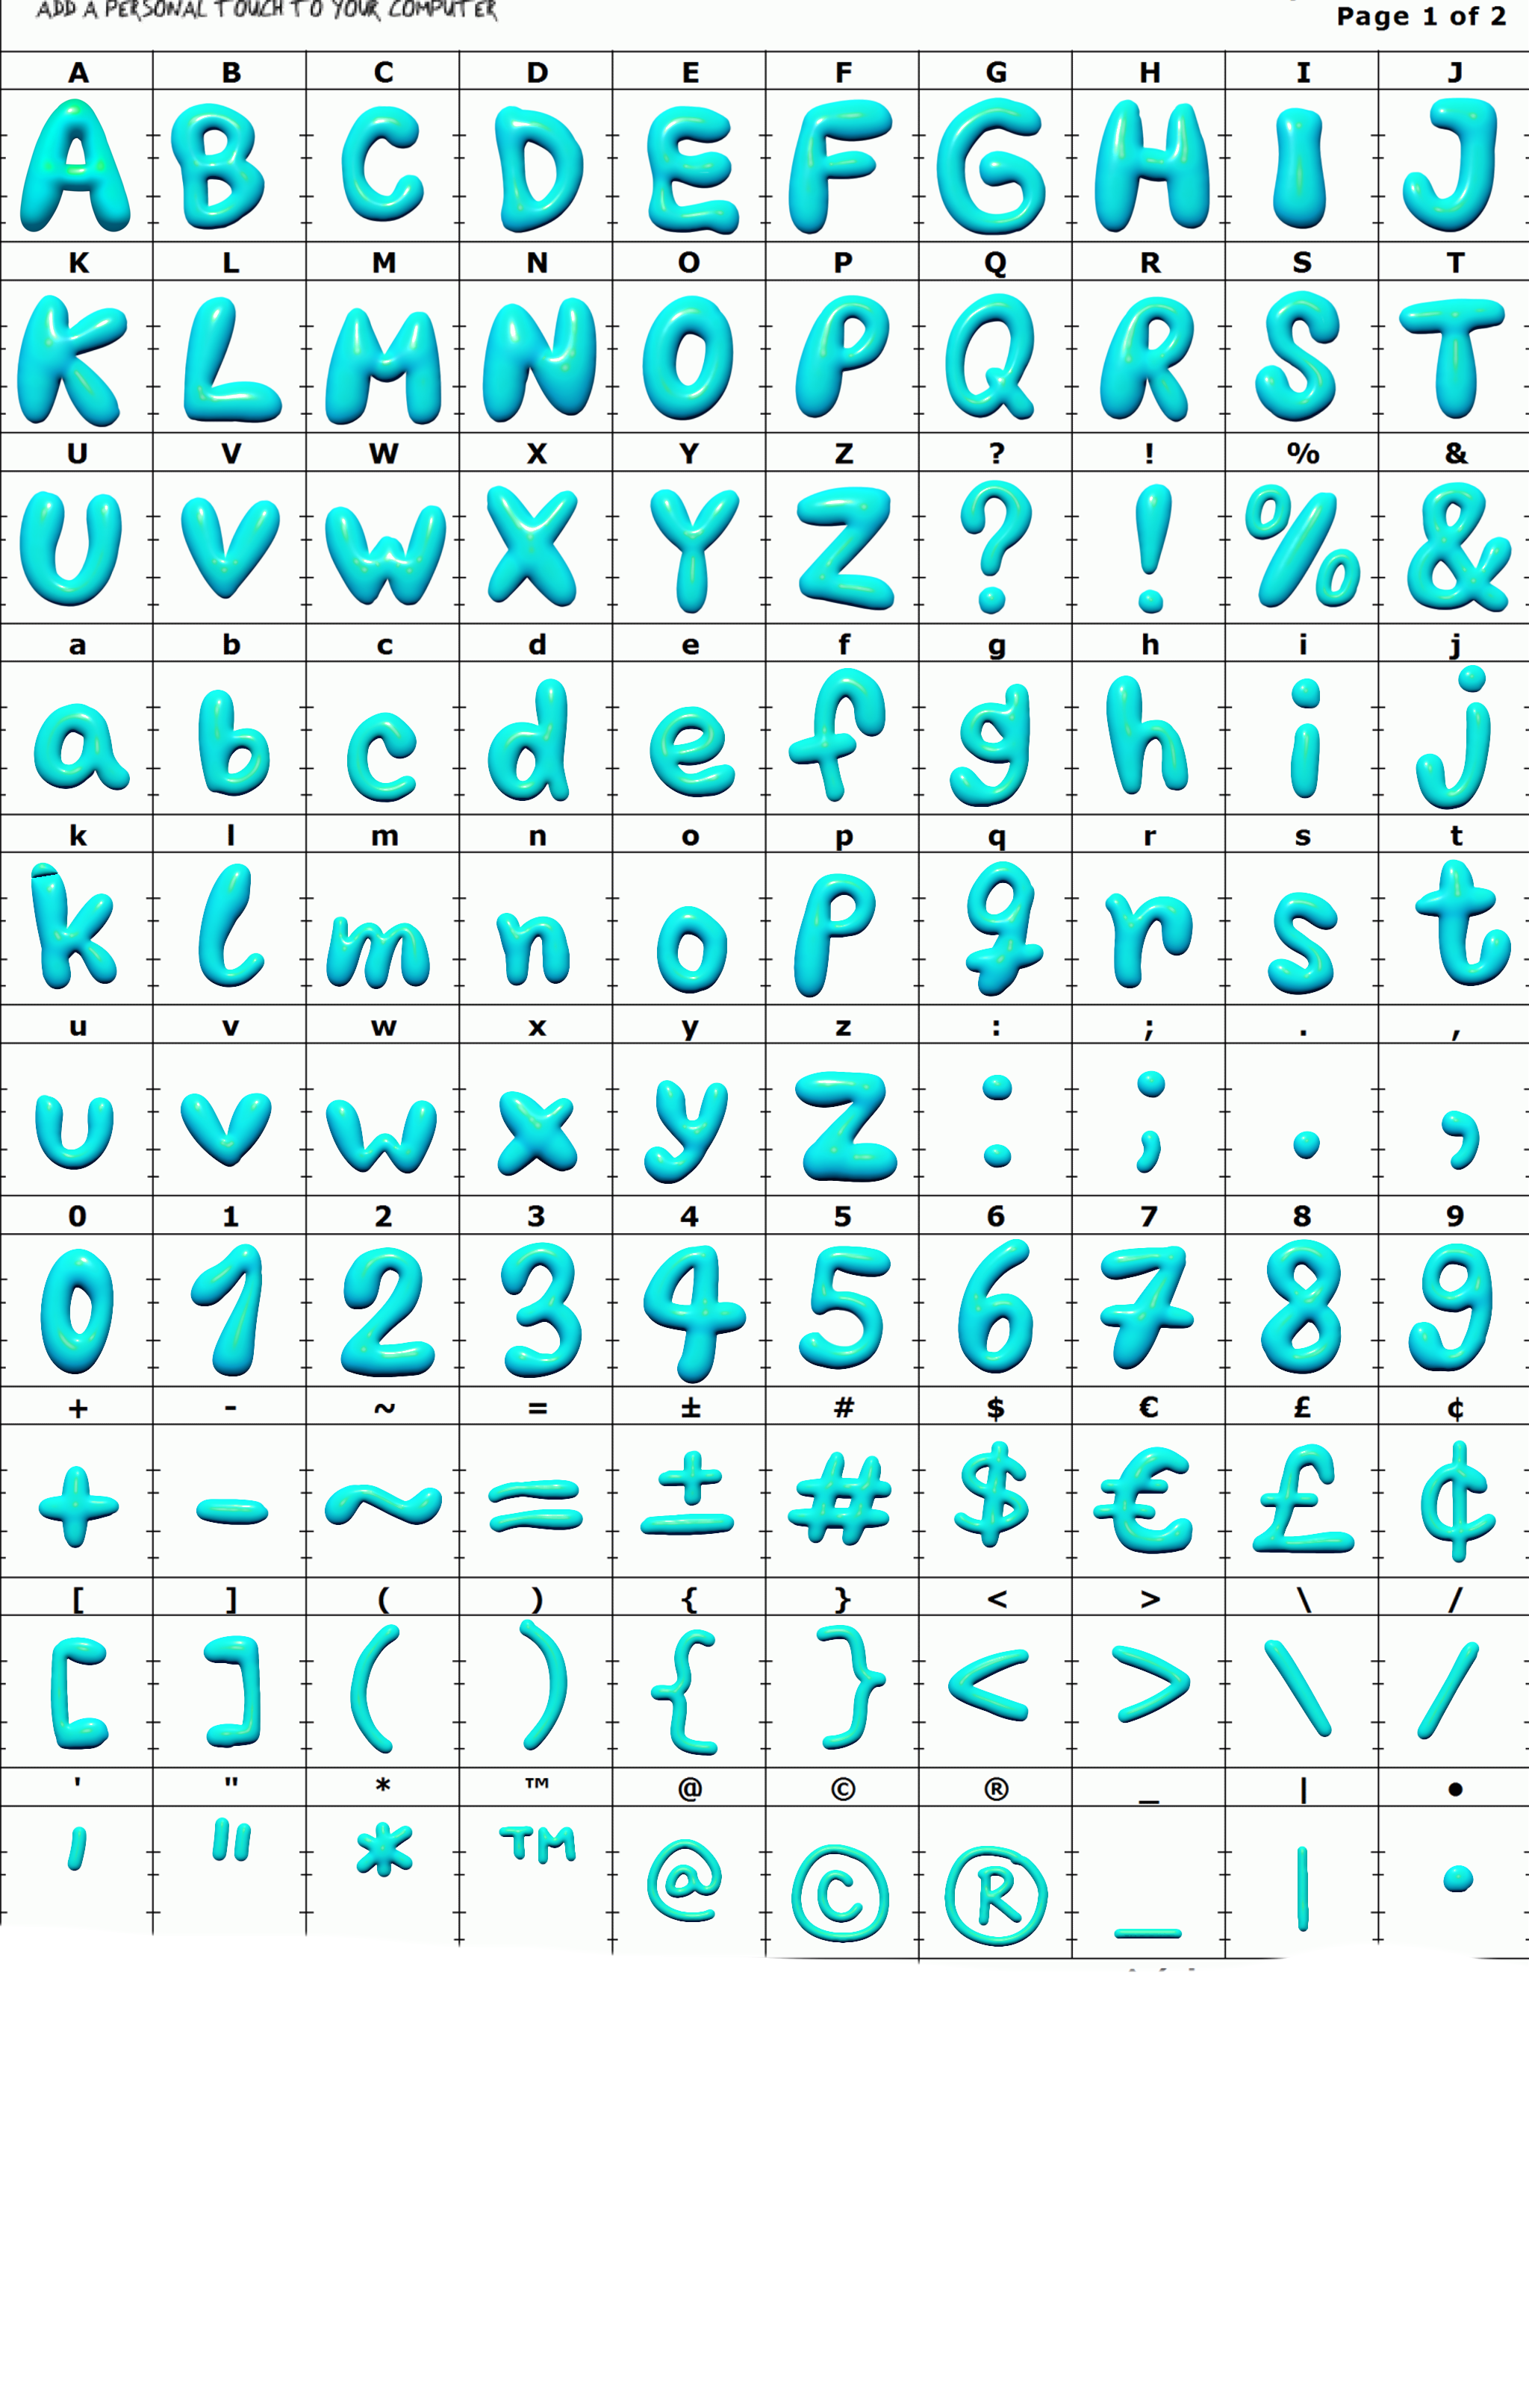 ADD A PERSONAL TOUCH TO YOUR COMPUTER
Page 1 of 2
A B C D E F G H I J
A B C D E F G H I J
K L M N O P Q R S T
K L M N O P Q R S T
U V W X Y Z ? ! % &
U V W X Y Z ? ! % &
a b c d e f g h i j
a b c d e f g h i j
k l m n o p q r s t
k l m n o p q r s t
u v w x y z : ; . ,
u v w x y z : ; . ,
0 1 2 3 4 5 6 7 8 9
0 1 2 3 4 5 6 7 8 9
+ - ~ = ± # $ € £ ¢
+ - ~ = ± # $ € £ ¢
[ ] ( ) { } < > \ /
[ ] ( ) { } < > \ /
' " * ™ @ © ® _ | •
' " * ™ @ © ® _ | •